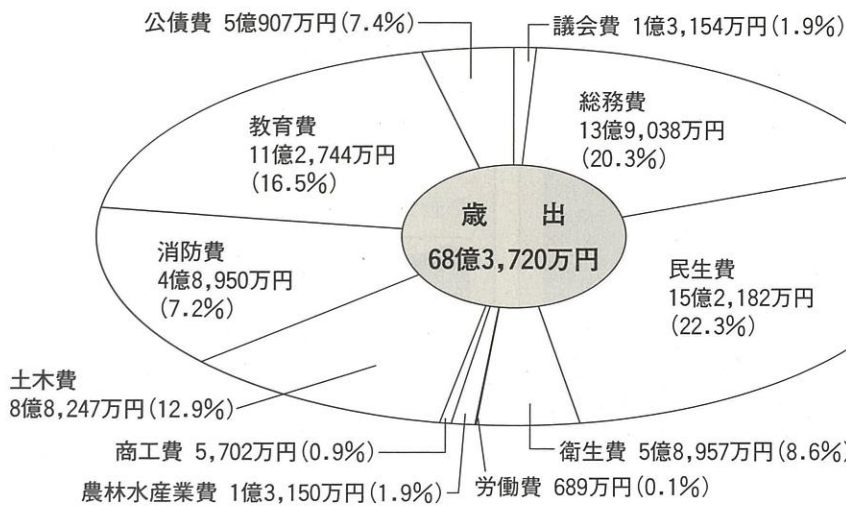 公債費 5億907万円(7.4%)
議会費 1億3,154万円(1.9%)
総務費
13億9,038万円
(20.3%)
教育費
11億2,744万円
(16.5%)
歳 出
68億3,720万円
消防費
4億8,950万円
(7.2%)
民生費
15億2,182万円
(22.3%)
土木費
8億8,247万円(12.9%)
商工費 5,702万円(0.9%)
衛生費 5億8,957万円(8.6%)
農林水産業費 1億3,150万円(1.9%)
労働費 689万円(0.1%)